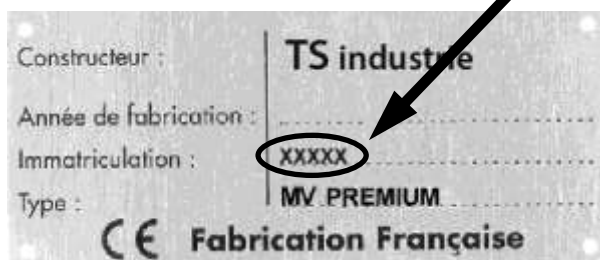 Constructeur : TS industrie
Année de fabrication :
Immatriculation : XXXXX
Type : MV PREMIUM
CE Fabrication Française